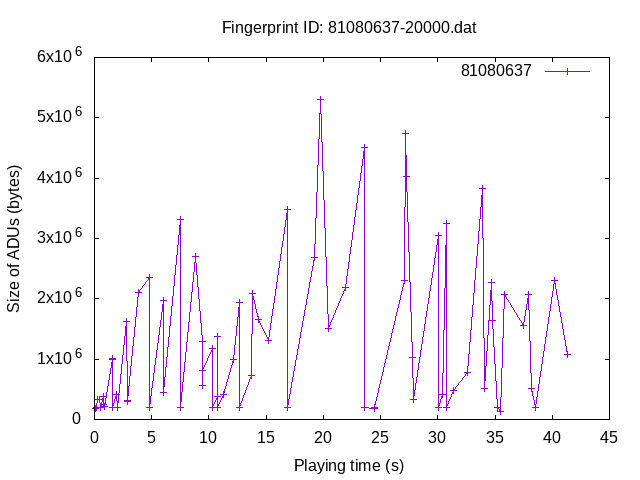 Fingerprint ID: 81080637-20000.dat
81080637
Size of ADUs (bytes)
6x10^6
5x10^6
4x10^6
3x10^6
2x10^6
1x10^6
0
0 5 10 15 20 25 30 35 40 45
Playing time (s)